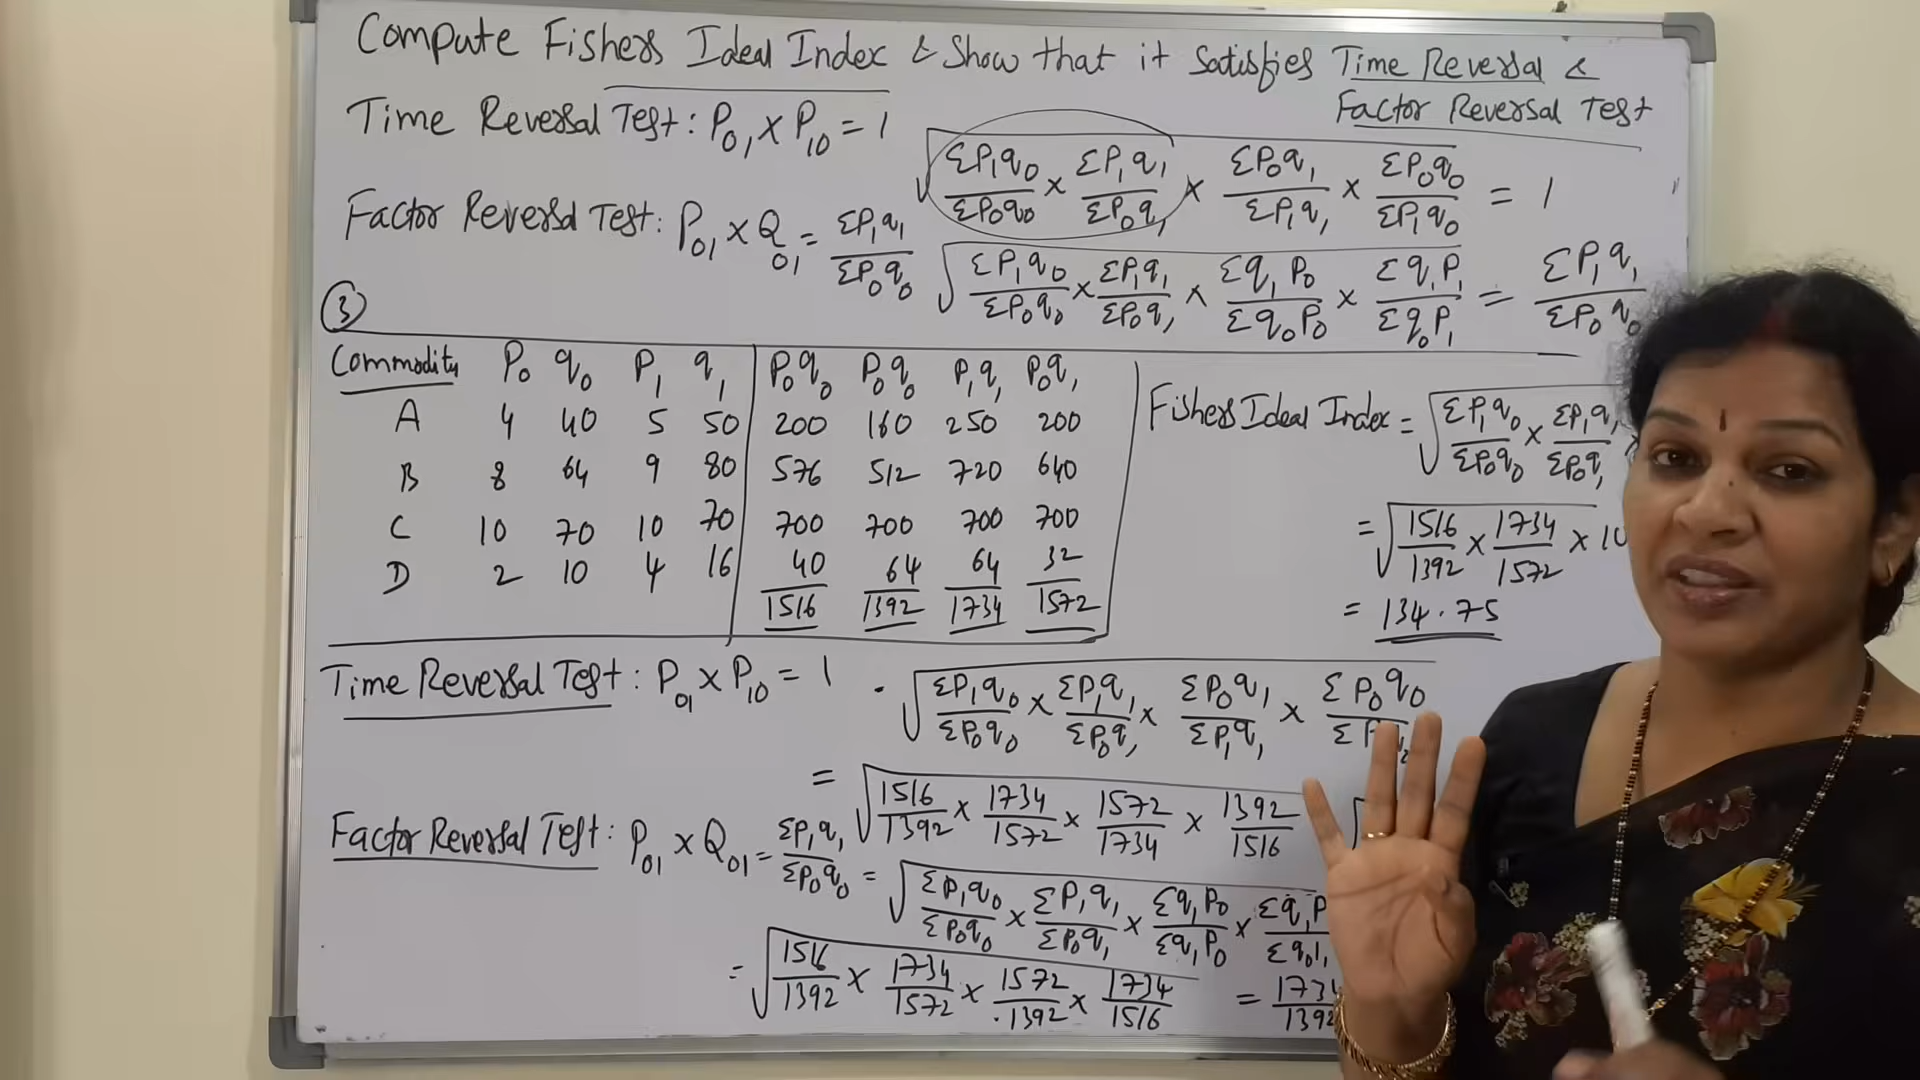 Compute Fishers Ideal Index & Show that it Satisfies Time Reversal &
Factor Reversal Test
Time Reversal Test: P₀₁ × P₁₀ = 1
√(ΣP₁q₀/ΣP₀q₀ × ΣP₁q₁/ΣP₀q₁ × ΣP₀q₁/ΣP₁q₁ × ΣP₀q₀/ΣP₁q₀) = 1
Factor Reversal Test: P₀₁ × Q₀₁ = ΣP₁q₁/ΣP₀q₀
√(ΣP₁q₀/ΣP₀q₀ × ΣP₁q₁/ΣP₀q₁ × Σq₁P₀/Σq₀P₀ × Σq₁P₁/Σq₀P₁) = ΣP₁q₁/ΣP₀q₀
③
Commodity P₀ q₀ P₁ q₁ P₀q₀ P₀q₀ P₁q₁ P₀q₁
A 4 40 5 50 200 160 250 200
B 8 64 9 80 576 512 720 640
C 10 70 10 70 700 700 700 700
D 2 10 4 16 40 64 64 32
1516 1392 1734 1572
Fishers Ideal Index = √(ΣP₁q₀/ΣP₀q₀ × ΣP₁q₁/ΣP₀q₁
= √(1516/1392 × 1734/1572 × 10
= 134.75
Time Reversal Test: P₀₁ × P₁₀ = 1
√(ΣP₁q₀/ΣP₀q₀ × ΣP₁q₁/ΣP₀q₁ × ΣP₀q₁/ΣP₁q₁ × ΣP₀q₀/ΣP
= √(1516/1392 × 1734/1572 × 1572/1734 × 1392/1516)
Factor Reversal Test: P₀₁ × Q₀₁ = ΣP₁q₁/ΣP₀q₀ = √(ΣP₁q₀/ΣP₀q₀ × ΣP₁q₁/ΣP₀q₁ × Σq₁P₀/Σq₁P₀ × Σq₁P
= √(1516/1392 × 1734/1572 × 1572/1392 × 1734/1516) = 1734/1392